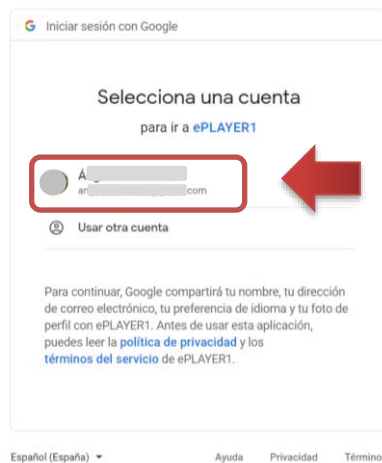 Iniciar sesión con Google
Selecciona una cuenta
para ir a ePLAYER1
com
Usar otra cuenta
Para continuar, Google compartirá tu nombre, tu dirección
de correo electrónico, tu preferencia de idioma y tu foto de
perfil con ePLAYER1. Antes de usar esta aplicación,
puedes leer la política de privacidad y los
términos del servicio de ePLAYER1.
Español (España) Ayuda Privacidad Término